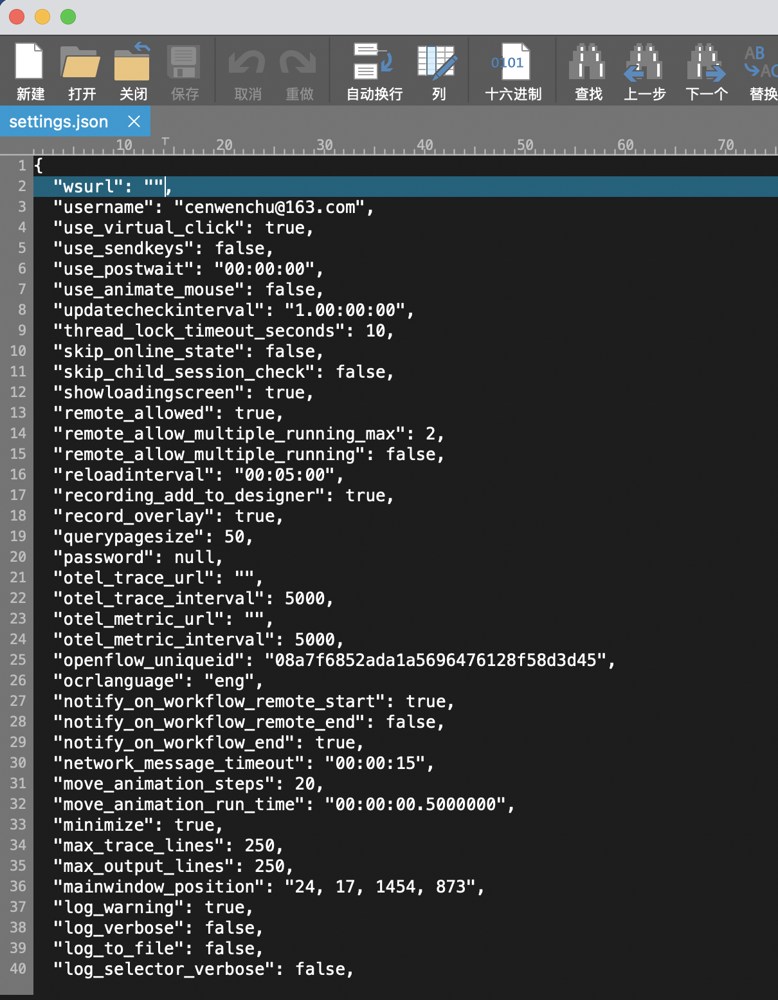 新建 打开 关闭 保存 取消 重做 自动换行 列 0101 十六进制 查找 上一步 下一个 AB AC 替换
settings.json
10 20 30 40 50 60 70
1 {
2 "wsurl": "",
3 "username": "cenwenchu@163.com",
4 "use_virtual_click": true,
5 "use_sendkeys": false,
6 "use_postwait": "00:00:00",
7 "use_animate_mouse": false,
8 "updatecheckinterval": "1.00:00:00",
9 "thread_lock_timeout_seconds": 10,
10 "skip_online_state": false,
11 "skip_child_session_check": false,
12 "showloadingscreen": true,
13 "remote_allowed": true,
14 "remote_allow_multiple_running_max": 2,
15 "remote_allow_multiple_running": false,
16 "reloadinterval": "00:05:00",
17 "recording_add_to_designer": true,
18 "record_overlay": true,
19 "querypagesize": 50,
20 "password": null,
21 "otel_trace_url": "",
22 "otel_trace_interval": 5000,
23 "otel_metric_url": "",
24 "otel_metric_interval": 5000,
25 "openflow_uniqueid": "08a7f6852ada1a5696476128f58d3d45",
26 "ocrlanguage": "eng",
27 "notify_on_workflow_remote_start": true,
28 "notify_on_workflow_remote_end": false,
29 "notify_on_workflow_end": true,
30 "network_message_timeout": "00:00:15",
31 "move_animation_steps": 20,
32 "move_animation_run_time": "00:00:00.5000000",
33 "minimize": true,
34 "max_trace_lines": 250,
35 "max_output_lines": 250,
36 "mainwindow_position": "24, 17, 1454, 873",
37 "log_warning": true,
38 "log_verbose": false,
39 "log_to_file": false,
40 "log_selector_verbose": false,